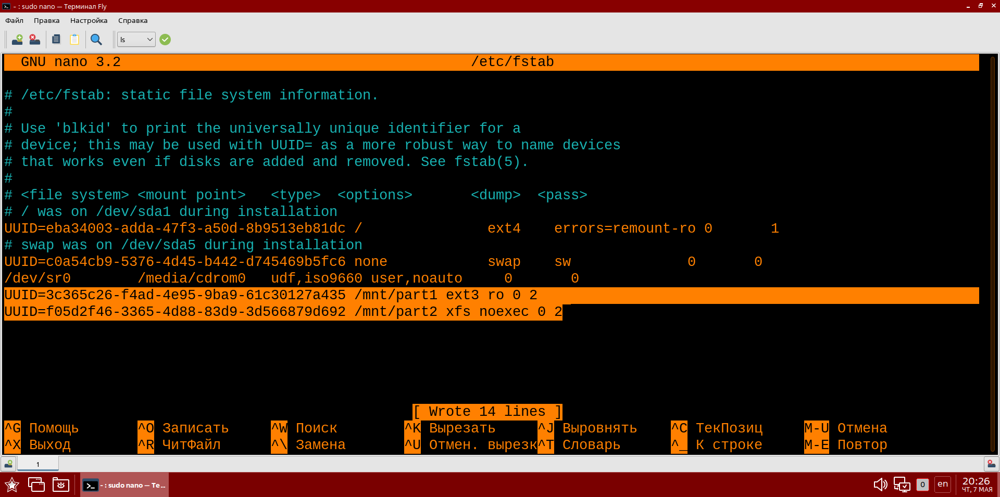 - : sudo nano — Терминал Fly
Файл Правка Настройка Справка
ls
GNU nano 3.2 /etc/fstab
# /etc/fstab: static file system information.
#
# Use 'blkid' to print the universally unique identifier for a
# device; this may be used with UUID= as a more robust way to name devices
# that works even if disks are added and removed. See fstab(5).
#
# <file system> <mount point>   <type>  <options>       <dump>  <pass>
# / was on /dev/sda1 during installation
UUID=eba34003-adda-47f3-a50d-8b9513eb81dc /               ext4    errors=remount-ro 0       1
# swap was on /dev/sda5 during installation
UUID=c0a54cb9-5376-4d45-b442-d745469b5fc6 none            swap    sw              0       0
/dev/sr0        /media/cdrom0   udf,iso9660 user,noauto     0       0
UUID=3c365c26-f4ad-4e95-9ba9-61c30127a435 /mnt/part1 ext3 ro 0 2
UUID=f05d2f46-3365-4d88-83d9-3d566879d692 /mnt/part2 xfs noexec 0 2
[ Wrote 14 lines ]
^G Помощь ^O Записать ^W Поиск ^K Вырезать ^J Выровнять ^C ТекПозиц M-U Отмена
^X Выход ^R ЧитФайл ^\ Замена ^U Отмен. вырезк ^T Словарь ^_ К строке M-E Повтор
1
- : sudo nano — Те...
0
en
20:26
ЧТ, 7 МАЯ